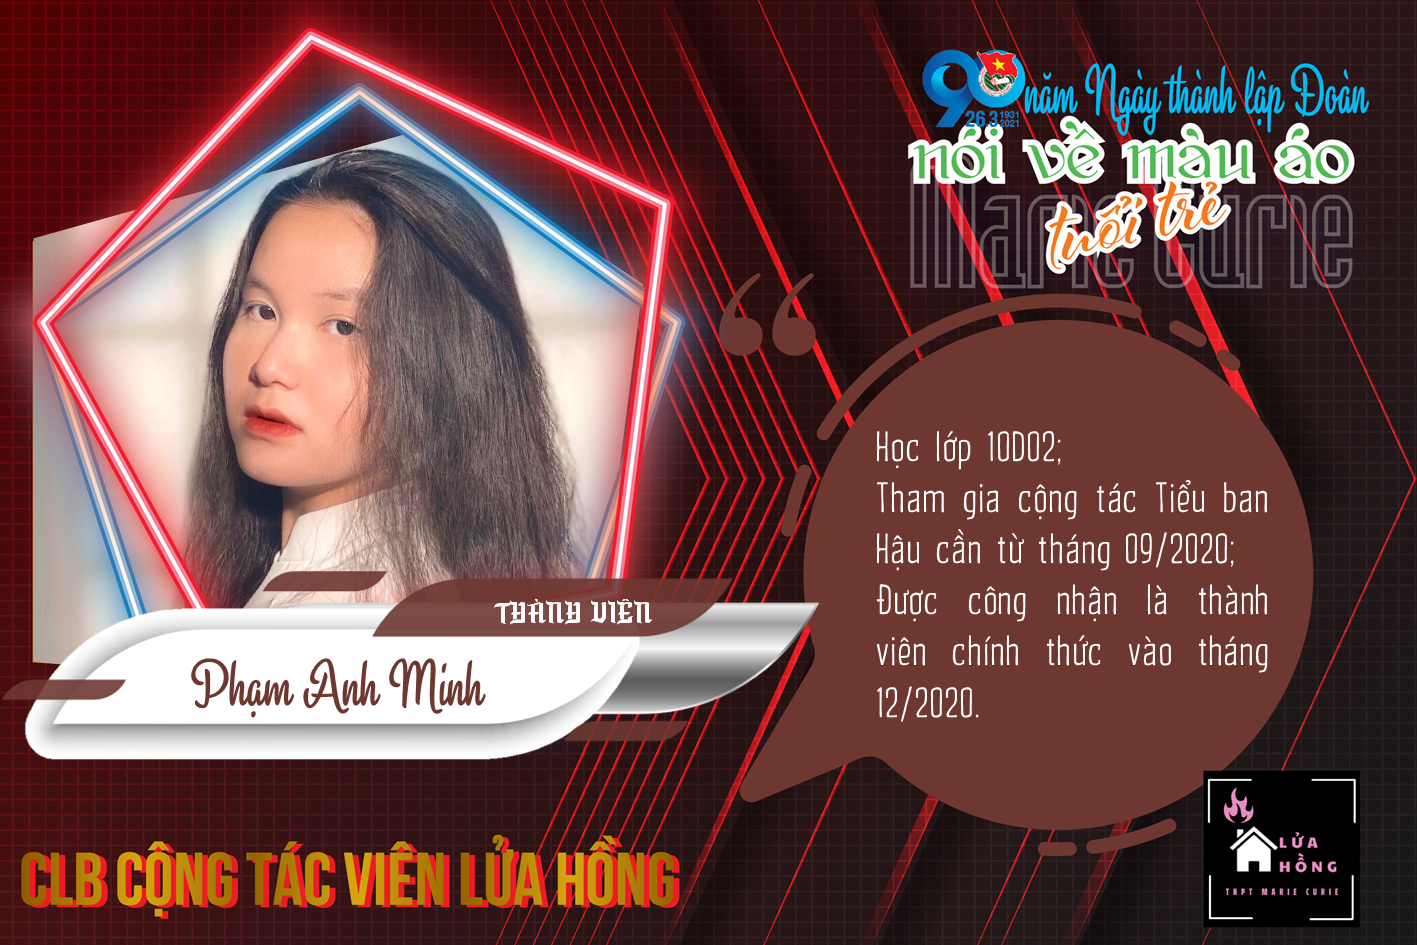 90 năm Ngày thành lập Đoàn
26.3 1931 2021
nói về màu áo
tuổi trẻ
Marie Curie
Học lớp 10D02;
Tham gia cộng tác Tiểu ban
Hậu cần từ tháng 09/2020;
Được công nhận là thành
viên chính thức vào tháng
12/2020.
THÀNH VIÊN
Phạm Anh Minh
CLB CỘNG TÁC VIÊN LỬA HỒNG
LỬA
HỒNG
THPT MARIE CURIE